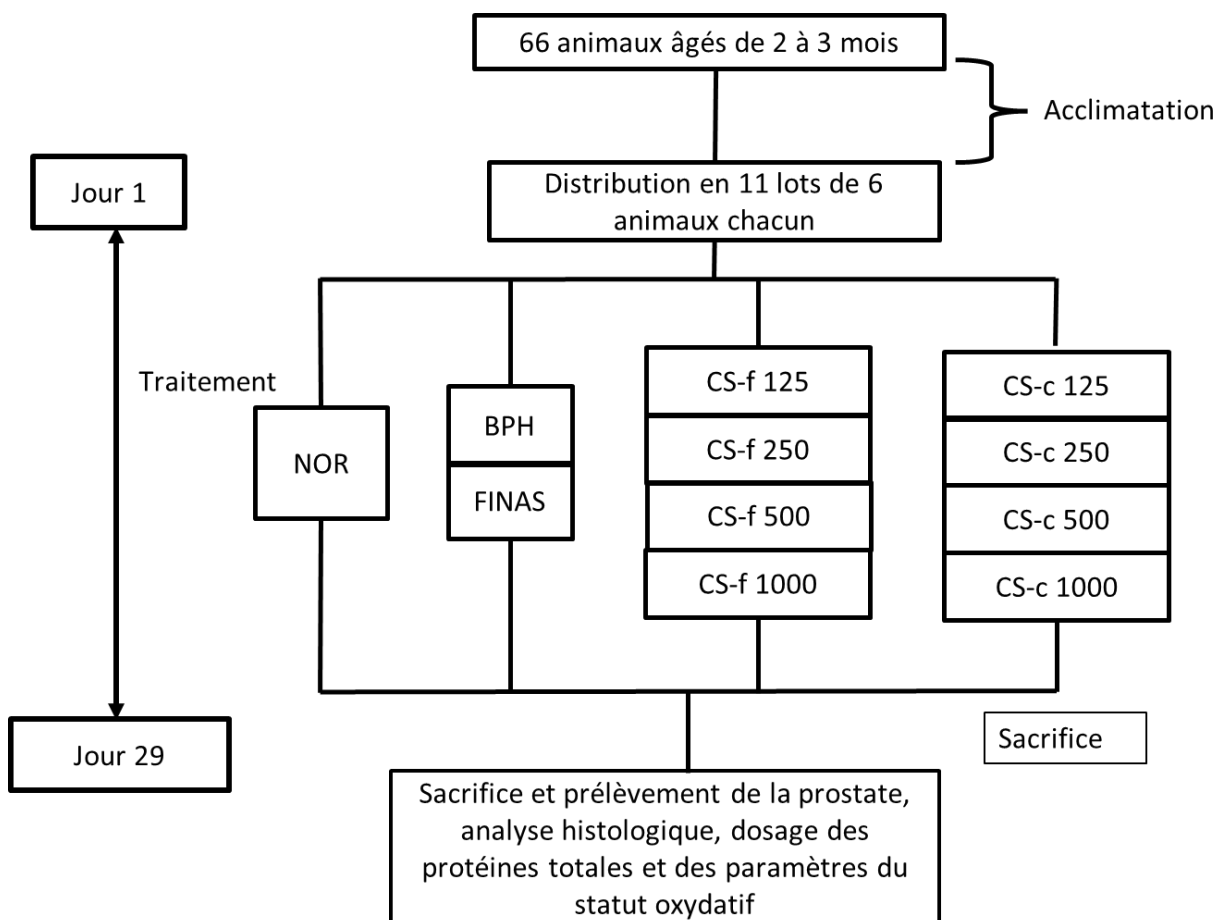 66 animaux âgés de 2 à 3 mois
Acclimatation
Jour 1
Distribution en 11 lots de 6
animaux chacun
Traitement
NOR
BPH
FINAS
CS-f 125
CS-f 250
CS-f 500
CS-f 1000
CS-c 125
CS-c 250
CS-c 500
CS-c 1000
Jour 29
Sacrifice
Sacrifice et prélèvement de la prostate,
analyse histologique, dosage des
protéines totales et des paramètres du
statut oxydatif